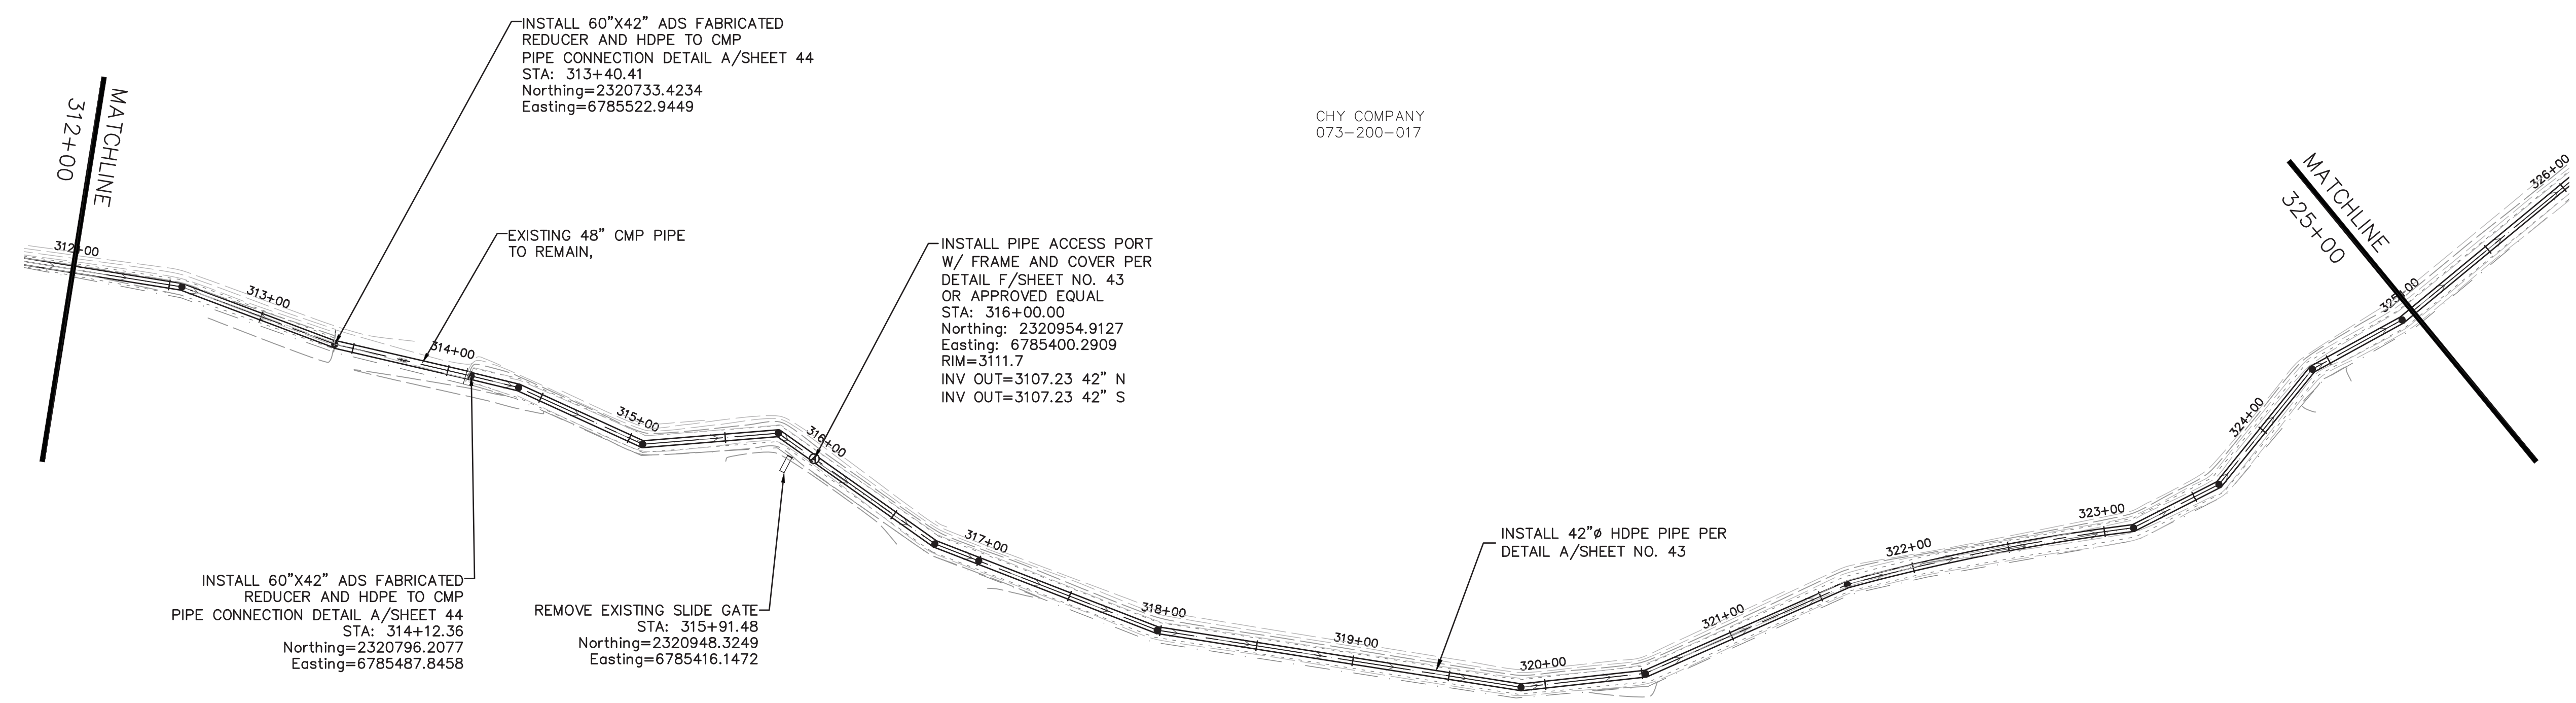 INSTALL 60"X42" ADS FABRICATED
REDUCER AND HDPE TO CMP
PIPE CONNECTION DETAIL A/SHEET 44
STA: 313+40.41
Northing=2320733.4234
Easting=6785522.9449
MATCHLINE
312+00
CHY COMPANY
073-200-017
MATCHLINE
325+00
EXISTING 48" CMP PIPE
TO REMAIN,
INSTALL PIPE ACCESS PORT
W/ FRAME AND COVER PER
DETAIL F/SHEET NO. 43
OR APPROVED EQUAL
STA: 316+00.00
Northing: 2320954.9127
Easting: 6785400.2909
RIM=3111.7
INV OUT=3107.23 42" N
INV OUT=3107.23 42" S
312+00
313+00
314+00
315+00
316+00
317+00
318+00
319+00
320+00
321+00
322+00
323+00
324+00
325+00
326+00
INSTALL 42"ø HDPE PIPE PER
DETAIL A/SHEET NO. 43
INSTALL 60"X42" ADS FABRICATED
REDUCER AND HDPE TO CMP
PIPE CONNECTION DETAIL A/SHEET 44
STA: 314+12.36
Northing=2320796.2077
Easting=6785487.8458
REMOVE EXISTING SLIDE GATE
STA: 315+91.48
Northing=2320948.3249
Easting=6785416.1472